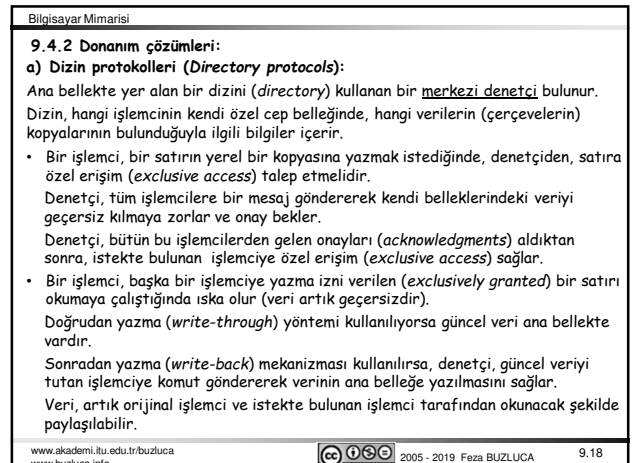 Bilgisayar Mimarisi
9.4.2 Donanım çözümleri:
a) Dizin protokolleri (Directory protocols):
Ana bellekte yer alan bir dizini (directory) kullanan bir merkezi denetçi bulunur.
Dizin, hangi işlemcinin kendi özel cep belleğinde, hangi verilerin (çerçevelerin)
kopyalarının bulunduğuyla ilgili bilgiler içerir.
• Bir işlemci, bir satırın yerel bir kopyasına yazmak istediğinde, denetçiden, satıra
özel erişim (exclusive access) talep etmelidir.
Denetçi, tüm işlemcilere bir mesaj göndererek kendi belleklerindeki veriyi
geçersiz kılmaya zorlar ve onay bekler.
Denetçi, bütün bu işlemcilerden gelen onayları (acknowledgments) aldıktan
sonra, istekte bulunan işlemciye özel erişim (exclusive access) sağlar.
• Bir işlemci, başka bir işlemciye yazma izni verilen (exclusively granted) bir satırı
okumaya çalıştığında ıska olur (veri artık geçersizdir).
Doğrudan yazma (write-through) yöntemi kullanılıyorsa güncel veri ana bellekte
vardır.
Sonradan yazma (write-back) mekanizması kullanılırsa, denetçi, güncel veriyi
tutan işlemciye komut göndererek verinin ana belleğe yazılmasını sağlar.
Veri, artık orijinal işlemci ve istekte bulunan işlemci tarafından okunacak şekilde
paylaşılabilir.
www.akademi.itu.edu.tr/buzluca
www.buzluca.info
cc 2005 - 2019 Feza BUZLUCA
9.18